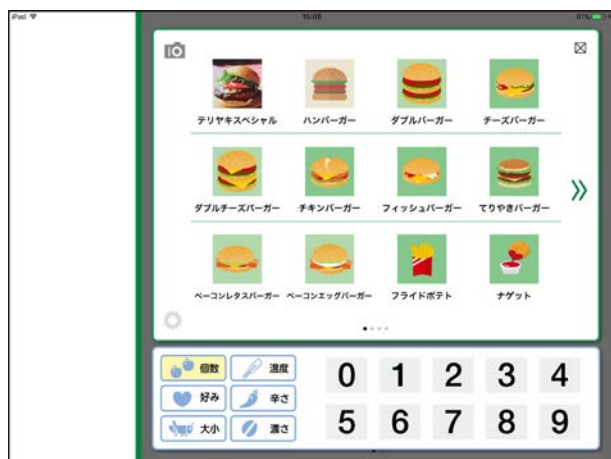 iPad
15:08
87%
テリヤキスペシャル ハンバーガー ダブルバーガー チーズバーガー
ダブルチーズバーガー チキンバーガー フィッシュバーガー てりやきバーガー
ベーコンレタスバーガー ベーコンエッグバーガー フライドポテト ナゲット
個数 温度 0 1 2 3 4
好み 辛さ
大小 濃さ 5 6 7 8 9